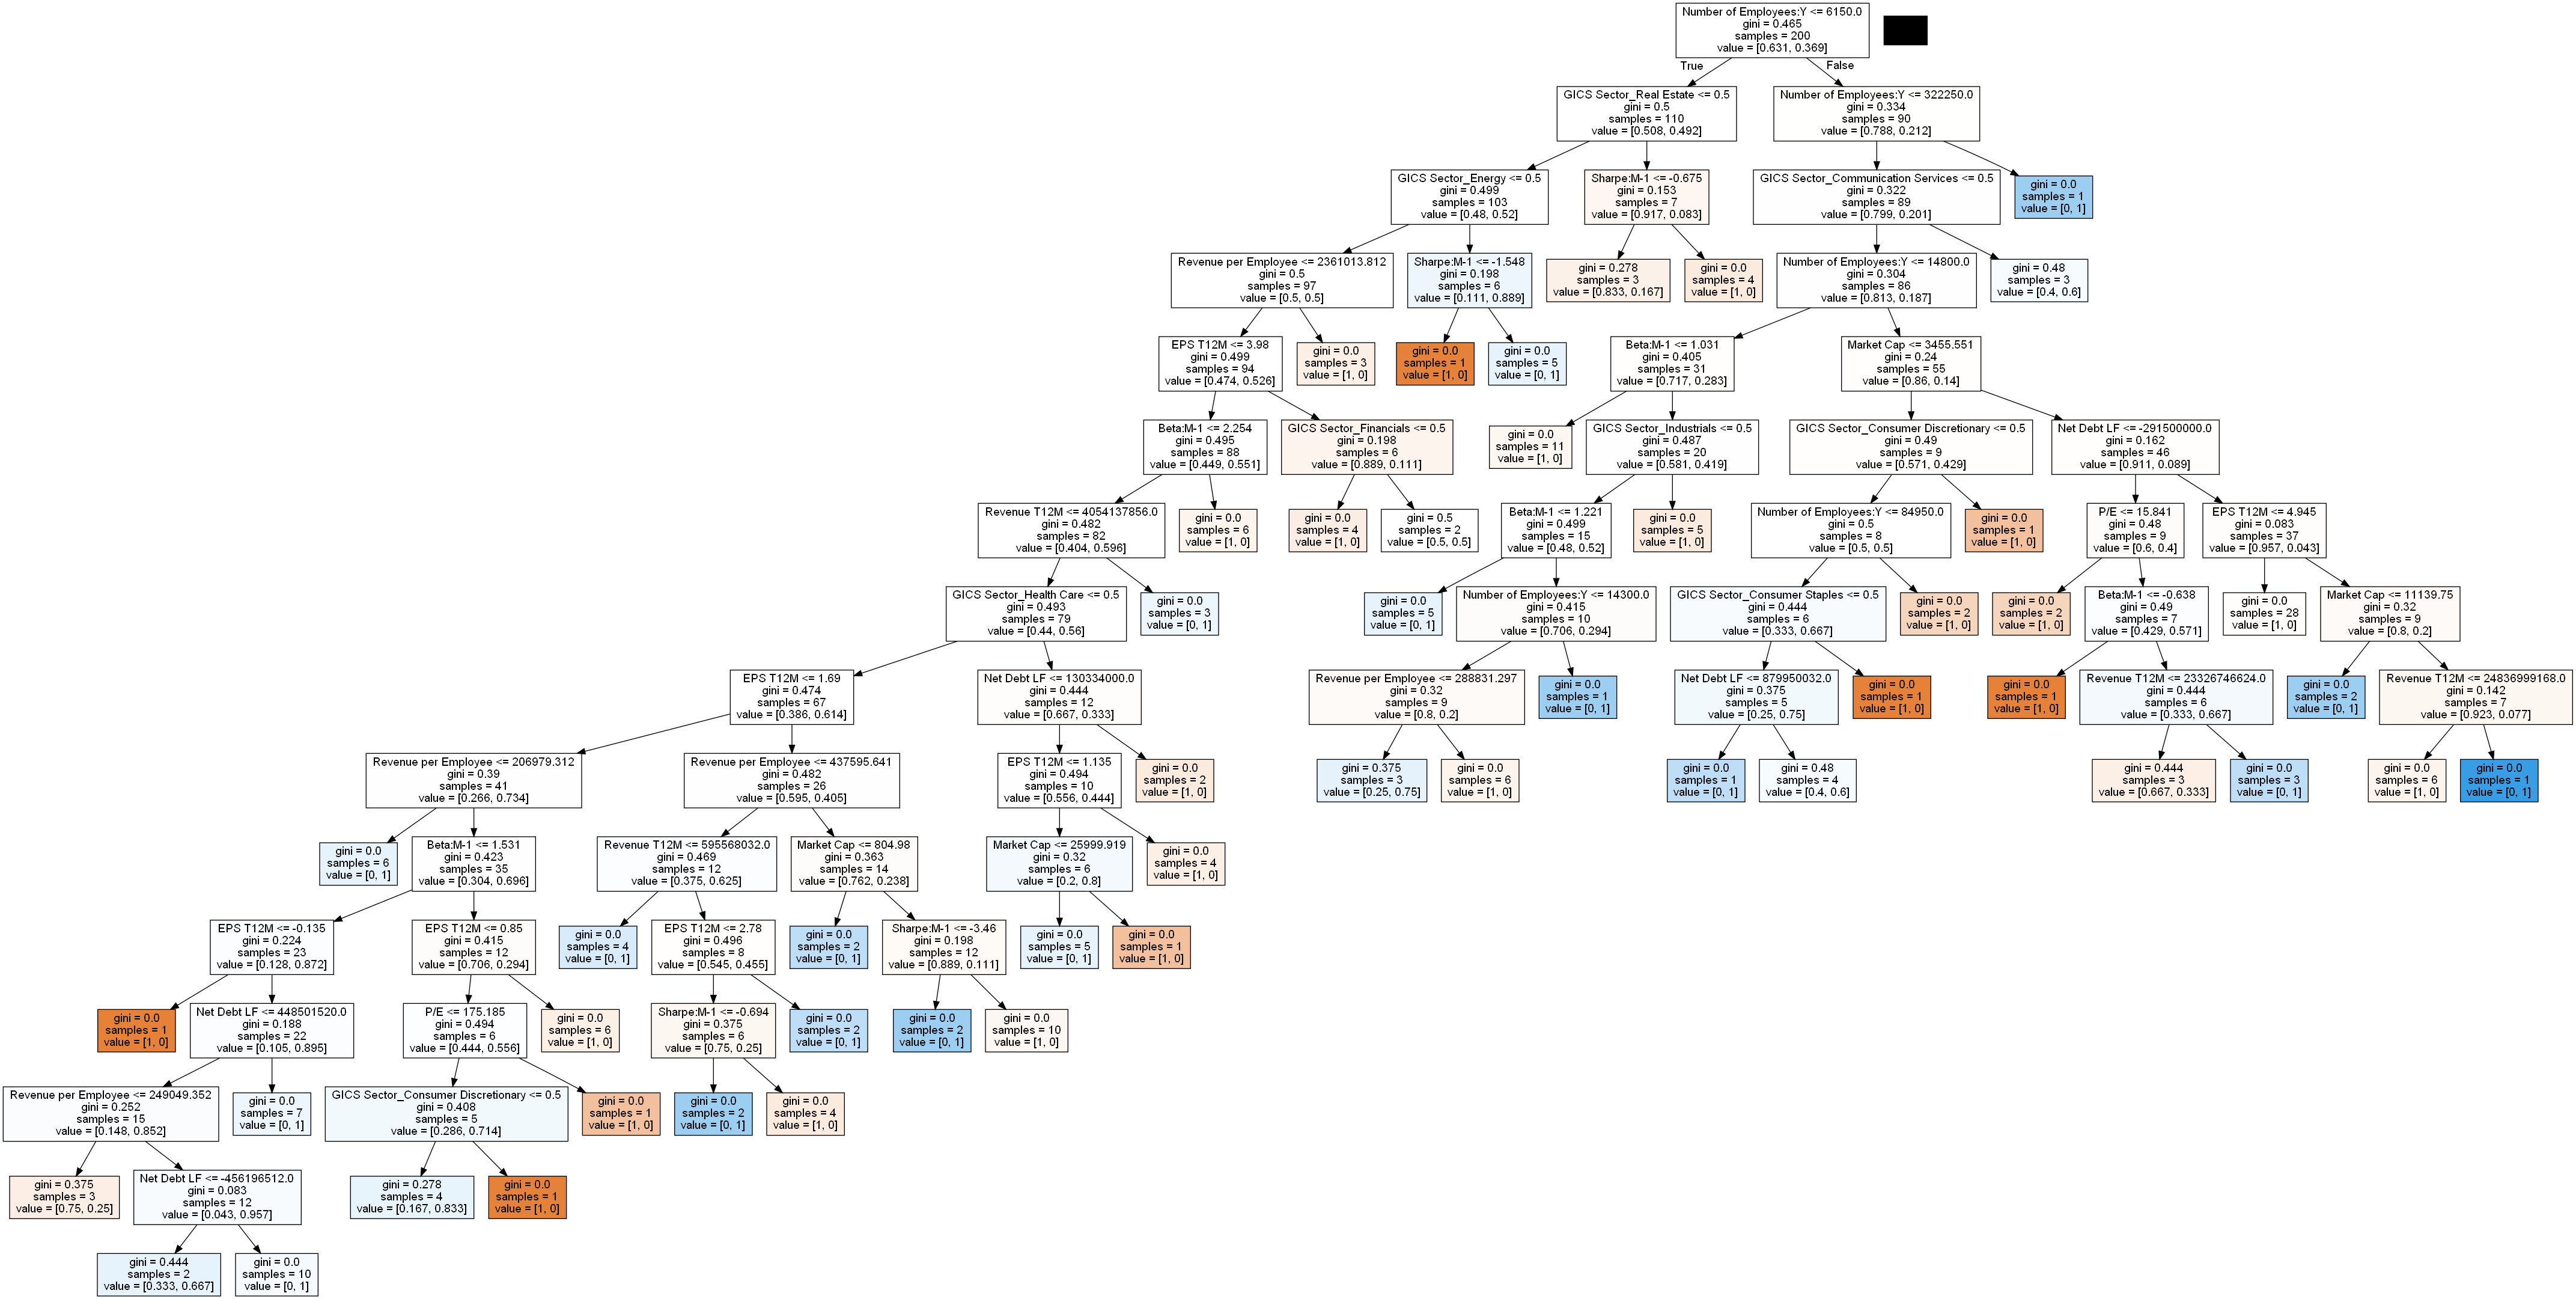 Number of Employees:Y <= 6150.0
gini = 0.465
samples = 200
value = [0.631, 0.369]
True
False
GICS Sector_Real Estate <= 0.5
gini = 0.5
samples = 110
value = [0.508, 0.492]
Number of Employees:Y <= 322250.0
gini = 0.334
samples = 90
value = [0.788, 0.212]
GICS Sector_Energy <= 0.5
gini = 0.499
samples = 103
value = [0.48, 0.52]
Sharpe:M-1 <= -0.675
gini = 0.153
samples = 7
value = [0.917, 0.083]
GICS Sector_Communication Services <= 0.5
gini = 0.322
samples = 89
value = [0.799, 0.201]
gini = 0.0
samples = 1
value = [0, 1]
Revenue per Employee <= 2361013.812
gini = 0.5
samples = 97
value = [0.5, 0.5]
Sharpe:M-1 <= -1.548
gini = 0.198
samples = 6
value = [0.111, 0.889]
gini = 0.278
samples = 3
value = [0.833, 0.167]
gini = 0.0
samples = 4
value = [1, 0]
Number of Employees:Y <= 14800.0
gini = 0.304
samples = 86
value = [0.813, 0.187]
gini = 0.48
samples = 3
value = [0.4, 0.6]
EPS T12M <= 3.98
gini = 0.499
samples = 94
value = [0.474, 0.526]
gini = 0.0
samples = 3
value = [1, 0]
gini = 0.0
samples = 1
value = [1, 0]
gini = 0.0
samples = 5
value = [0, 1]
Beta:M-1 <= 1.031
gini = 0.405
samples = 31
value = [0.717, 0.283]
Market Cap <= 3455.551
gini = 0.24
samples = 55
value = [0.86, 0.14]
Beta:M-1 <= 2.254
gini = 0.495
samples = 88
value = [0.449, 0.551]
GICS Sector_Financials <= 0.5
gini = 0.198
samples = 6
value = [0.889, 0.111]
gini = 0.0
samples = 11
value = [1, 0]
GICS Sector_Industrials <= 0.5
gini = 0.487
samples = 20
value = [0.581, 0.419]
GICS Sector_Consumer Discretionary <= 0.5
gini = 0.49
samples = 9
value = [0.571, 0.429]
Net Debt LF <= -291500000.0
gini = 0.162
samples = 46
value = [0.911, 0.089]
Revenue T12M <= 4054137856.0
gini = 0.482
samples = 82
value = [0.404, 0.596]
gini = 0.0
samples = 6
value = [1, 0]
gini = 0.0
samples = 4
value = [1, 0]
gini = 0.5
samples = 2
value = [0.5, 0.5]
Beta:M-1 <= 1.221
gini = 0.499
samples = 15
value = [0.48, 0.52]
gini = 0.0
samples = 5
value = [1, 0]
Number of Employees:Y <= 84950.0
gini = 0.5
samples = 8
value = [0.5, 0.5]
gini = 0.0
samples = 1
value = [1, 0]
P/E <= 15.841
gini = 0.48
samples = 9
value = [0.6, 0.4]
EPS T12M <= 4.945
gini = 0.083
samples = 37
value = [0.957, 0.043]
GICS Sector_Health Care <= 0.5
gini = 0.493
samples = 79
value = [0.44, 0.56]
gini = 0.0
samples = 3
value = [0, 1]
gini = 0.0
samples = 5
value = [0, 1]
Number of Employees:Y <= 14300.0
gini = 0.415
samples = 10
value = [0.706, 0.294]
GICS Sector_Consumer Staples <= 0.5
gini = 0.444
samples = 6
value = [0.333, 0.667]
gini = 0.0
samples = 2
value = [1, 0]
gini = 0.0
samples = 2
value = [1, 0]
Beta:M-1 <= -0.638
gini = 0.49
samples = 7
value = [0.429, 0.571]
gini = 0.0
samples = 28
value = [1, 0]
Market Cap <= 11139.75
gini = 0.32
samples = 9
value = [0.8, 0.2]
EPS T12M <= 1.69
gini = 0.474
samples = 67
value = [0.386, 0.614]
Net Debt LF <= 130334000.0
gini = 0.444
samples = 12
value = [0.667, 0.333]
Revenue per Employee <= 288831.297
gini = 0.32
samples = 9
value = [0.8, 0.2]
gini = 0.0
samples = 1
value = [0, 1]
Net Debt LF <= 879950032.0
gini = 0.375
samples = 5
value = [0.25, 0.75]
gini = 0.0
samples = 1
value = [1, 0]
gini = 0.0
samples = 1
value = [1, 0]
Revenue T12M <= 23326746624.0
gini = 0.444
samples = 6
value = [0.333, 0.667]
gini = 0.0
samples = 2
value = [0, 1]
Revenue T12M <= 24836999168.0
gini = 0.142
samples = 7
value = [0.923, 0.077]
Revenue per Employee <= 206979.312
gini = 0.39
samples = 41
value = [0.266, 0.734]
Revenue per Employee <= 437595.641
gini = 0.482
samples = 26
value = [0.595, 0.405]
EPS T12M <= 1.135
gini = 0.494
samples = 10
value = [0.556, 0.444]
gini = 0.0
samples = 2
value = [1, 0]
gini = 0.375
samples = 3
value = [0.25, 0.75]
gini = 0.0
samples = 6
value = [1, 0]
gini = 0.0
samples = 1
value = [0, 1]
gini = 0.48
samples = 4
value = [0.4, 0.6]
gini = 0.444
samples = 3
value = [0.667, 0.333]
gini = 0.0
samples = 3
value = [0, 1]
gini = 0.0
samples = 6
value = [1, 0]
gini = 0.0
samples = 1
value = [0, 1]
gini = 0.0
samples = 6
value = [0, 1]
Beta:M-1 <= 1.531
gini = 0.423
samples = 35
value = [0.304, 0.696]
Revenue T12M <= 595568032.0
gini = 0.469
samples = 12
value = [0.375, 0.625]
Market Cap <= 804.98
gini = 0.363
samples = 14
value = [0.762, 0.238]
Market Cap <= 25999.919
gini = 0.32
samples = 6
value = [0.2, 0.8]
gini = 0.0
samples = 4
value = [1, 0]
EPS T12M <= -0.135
gini = 0.224
samples = 23
value = [0.128, 0.872]
EPS T12M <= 0.85
gini = 0.415
samples = 12
value = [0.706, 0.294]
gini = 0.0
samples = 4
value = [0, 1]
EPS T12M <= 2.78
gini = 0.496
samples = 8
value = [0.545, 0.455]
gini = 0.0
samples = 2
value = [0, 1]
Sharpe:M-1 <= -3.46
gini = 0.198
samples = 12
value = [0.889, 0.111]
gini = 0.0
samples = 5
value = [0, 1]
gini = 0.0
samples = 1
value = [1, 0]
gini = 0.0
samples = 1
value = [1, 0]
Net Debt LF <= 448501520.0
gini = 0.188
samples = 22
value = [0.105, 0.895]
P/E <= 175.185
gini = 0.494
samples = 6
value = [0.444, 0.556]
gini = 0.0
samples = 6
value = [1, 0]
Sharpe:M-1 <= -0.694
gini = 0.375
samples = 6
value = [0.75, 0.25]
gini = 0.0
samples = 2
value = [0, 1]
gini = 0.0
samples = 2
value = [0, 1]
gini = 0.0
samples = 10
value = [1, 0]
Revenue per Employee <= 249049.352
gini = 0.252
samples = 15
value = [0.148, 0.852]
gini = 0.0
samples = 7
value = [0, 1]
GICS Sector_Consumer Discretionary <= 0.5
gini = 0.408
samples = 5
value = [0.286, 0.714]
gini = 0.0
samples = 1
value = [1, 0]
gini = 0.0
samples = 2
value = [0, 1]
gini = 0.0
samples = 4
value = [1, 0]
gini = 0.375
samples = 3
value = [0.75, 0.25]
Net Debt LF <= -456196512.0
gini = 0.083
samples = 12
value = [0.043, 0.957]
gini = 0.278
samples = 4
value = [0.167, 0.833]
gini = 0.0
samples = 1
value = [1, 0]
gini = 0.444
samples = 2
value = [0.333, 0.667]
gini = 0.0
samples = 10
value = [0, 1]